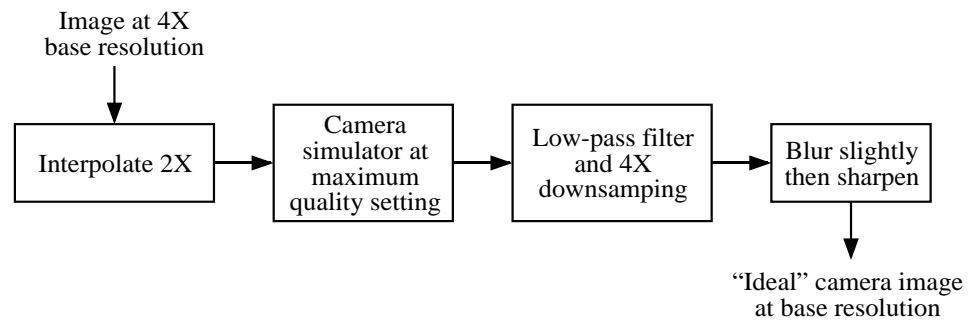 Image at 4X
base resolution
Interpolate 2X
Camera
simulator at
maximum
quality setting
Low-pass filter
and 4X
downsamping
Blur slightly
then sharpen
“Ideal” camera image
at base resolution